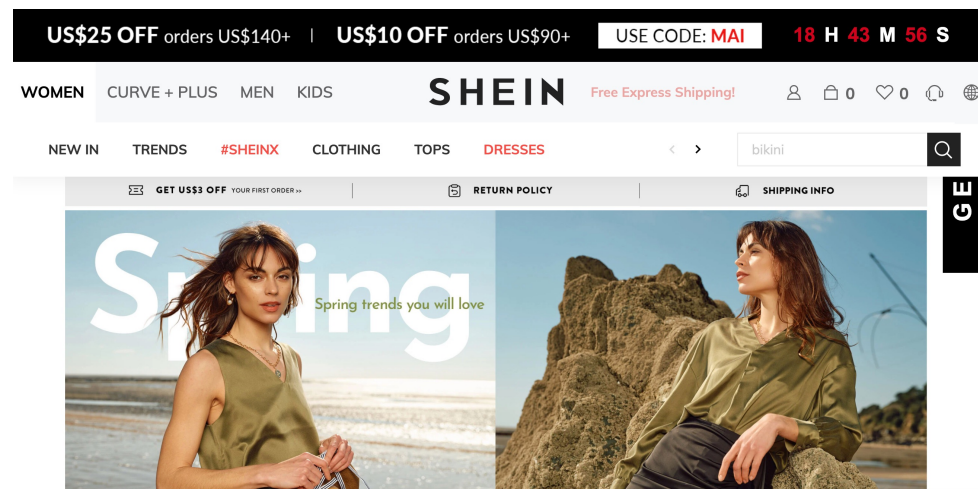 US$25 OFF orders US$140+ | US$10 OFF orders US$90+ USE CODE: MAI 18 H 43 M 56 S
WOMEN CURVE + PLUS MEN KIDS SHEIN Free Express Shipping! 0 0
NEW IN TRENDS #SHEINX CLOTHING TOPS DRESSES < > bikini
GET US$3 OFF YOUR FIRST ORDER >> RETURN POLICY SHIPPING INFO
GE
Spring
Spring trends you will love